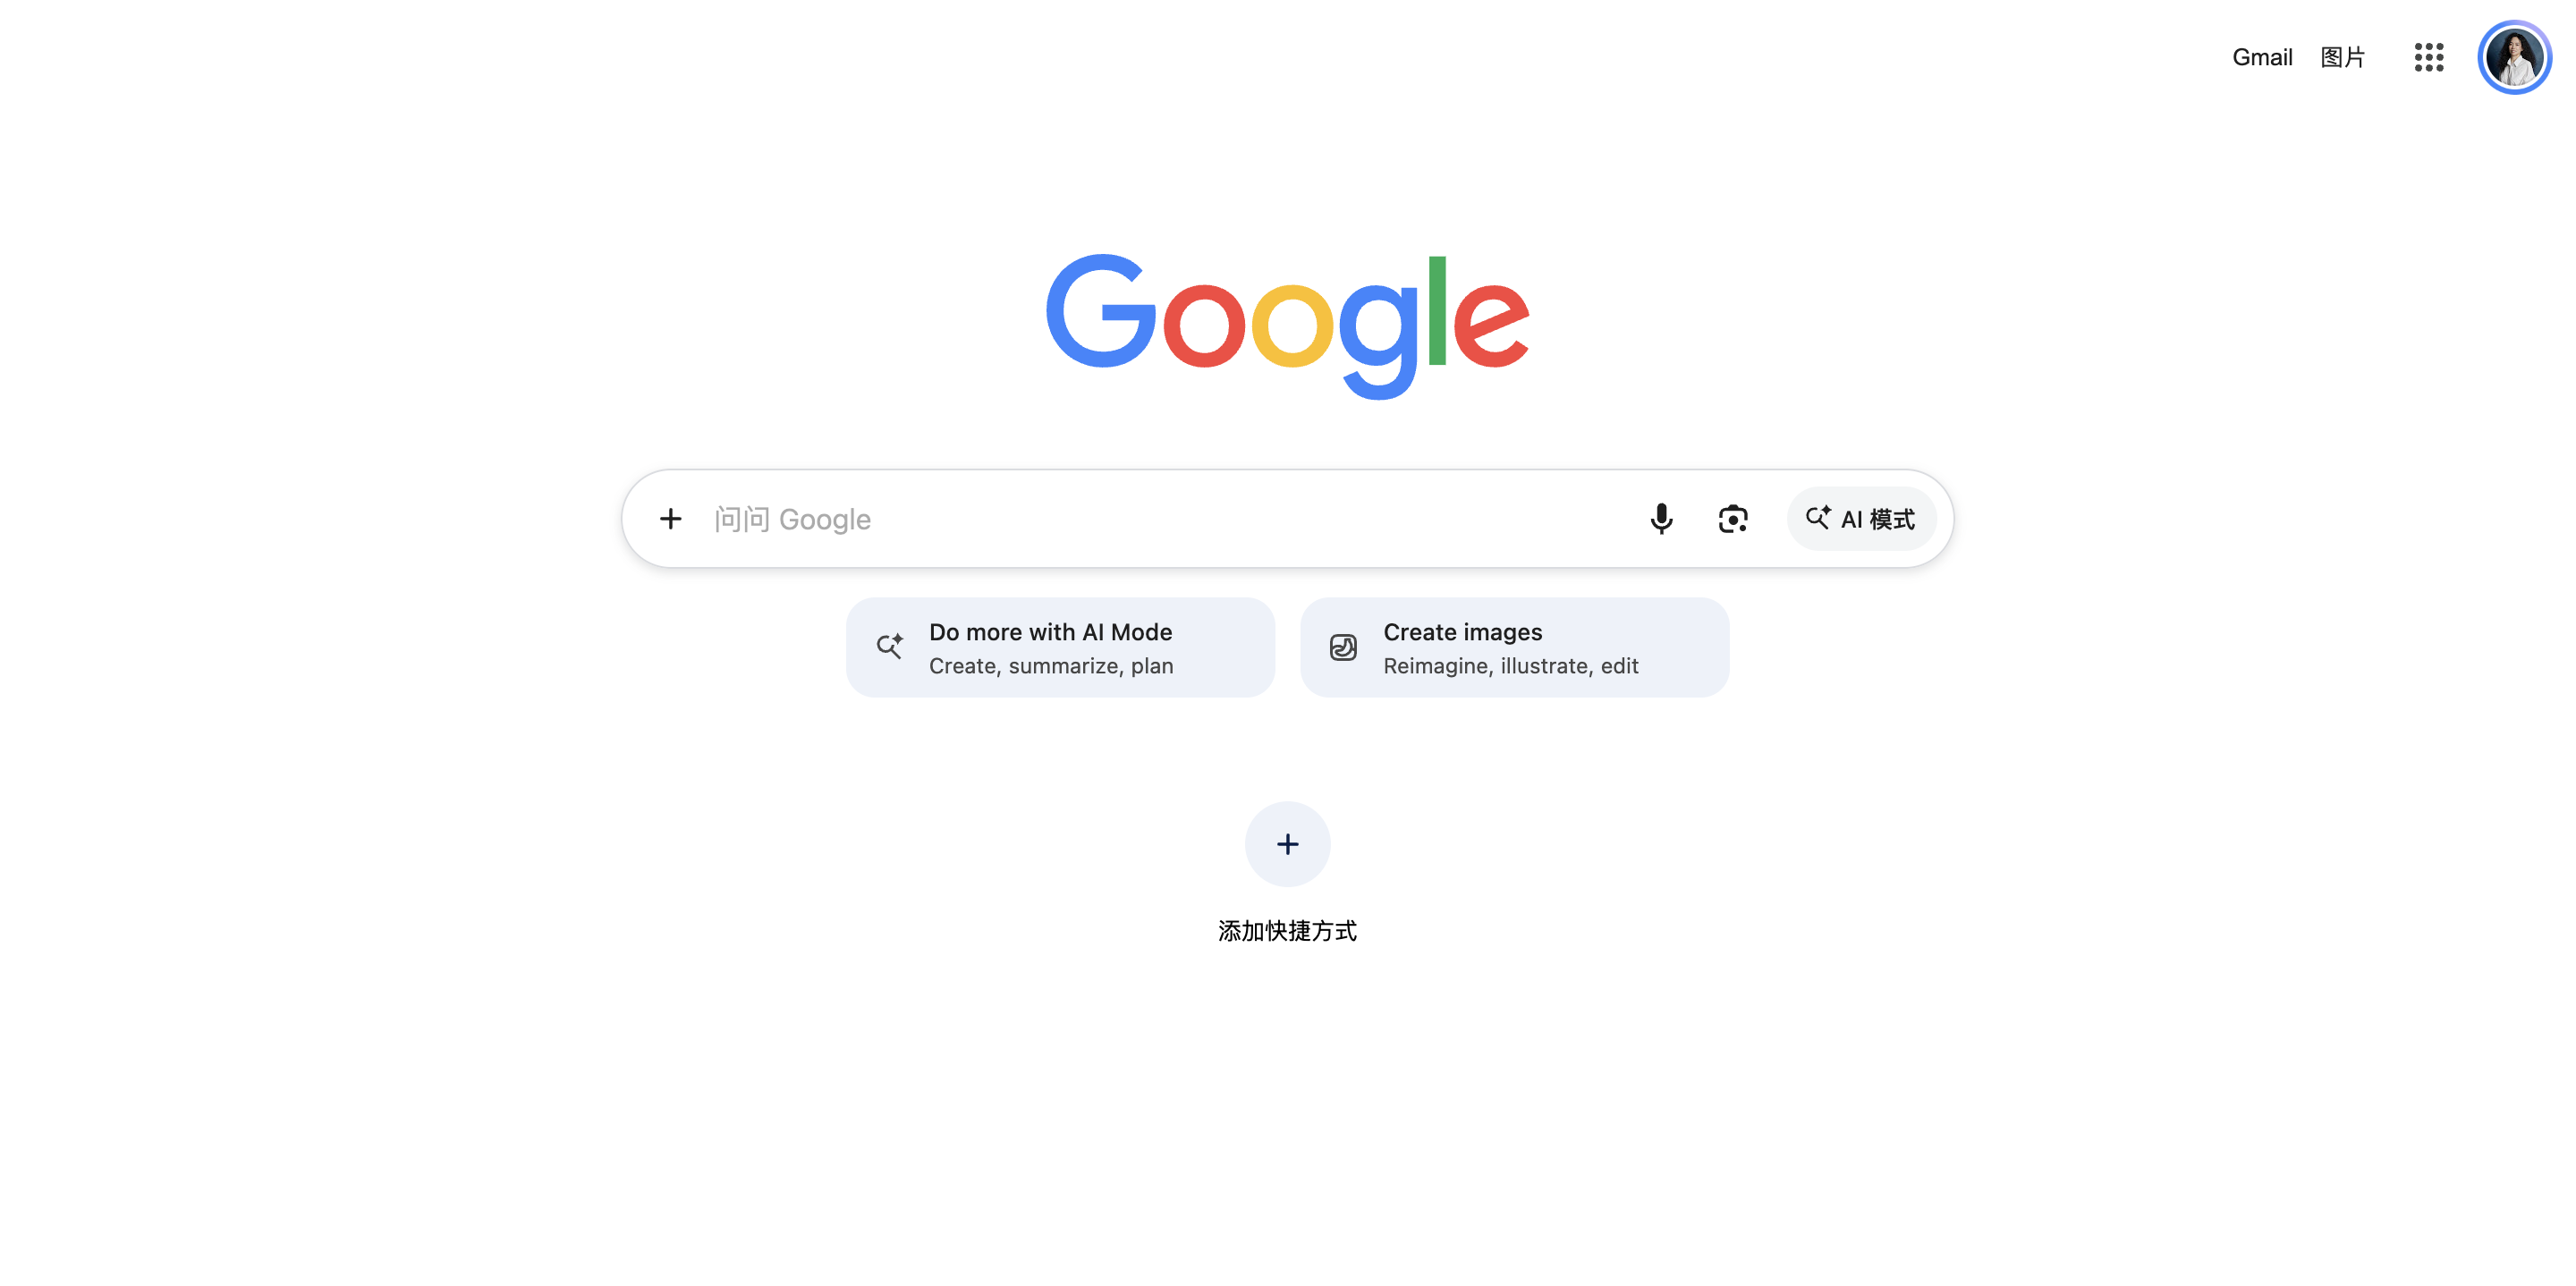 Gmail 图片
Google
问问 Google
AI 模式
Do more with AI Mode
Create, summarize, plan
Create images
Reimagine, illustrate, edit
添加快捷方式